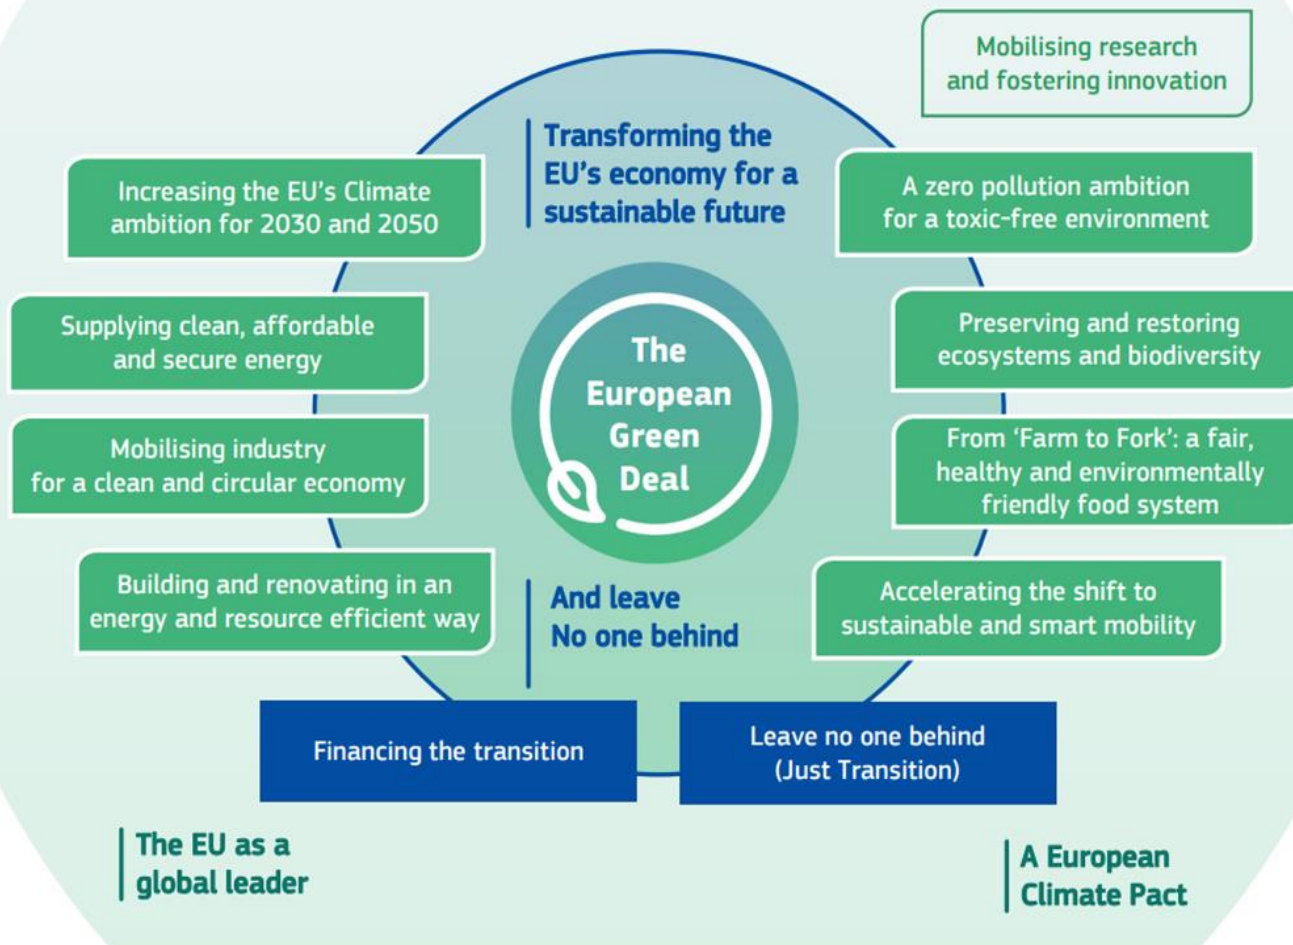 Mobilising research
and fostering innovation
Transforming the
EU's economy for a
sustainable future
Increasing the EU's Climate
ambition for 2030 and 2050
A zero pollution ambition
for a toxic-free environment
Supplying clean, affordable
and secure energy
The
European
Green
Deal
Preserving and restoring
ecosystems and biodiversity
Mobilising industry
for a clean and circular economy
From ‘Farm to Fork’: a fair,
healthy and environmentally
friendly food system
Building and renovating in an
energy and resource efficient way
And leave
No one behind
Accelerating the shift to
sustainable and smart mobility
Financing the transition
Leave no one behind
(Just Transition)
The EU as a
global leader
A European
Climate Pact